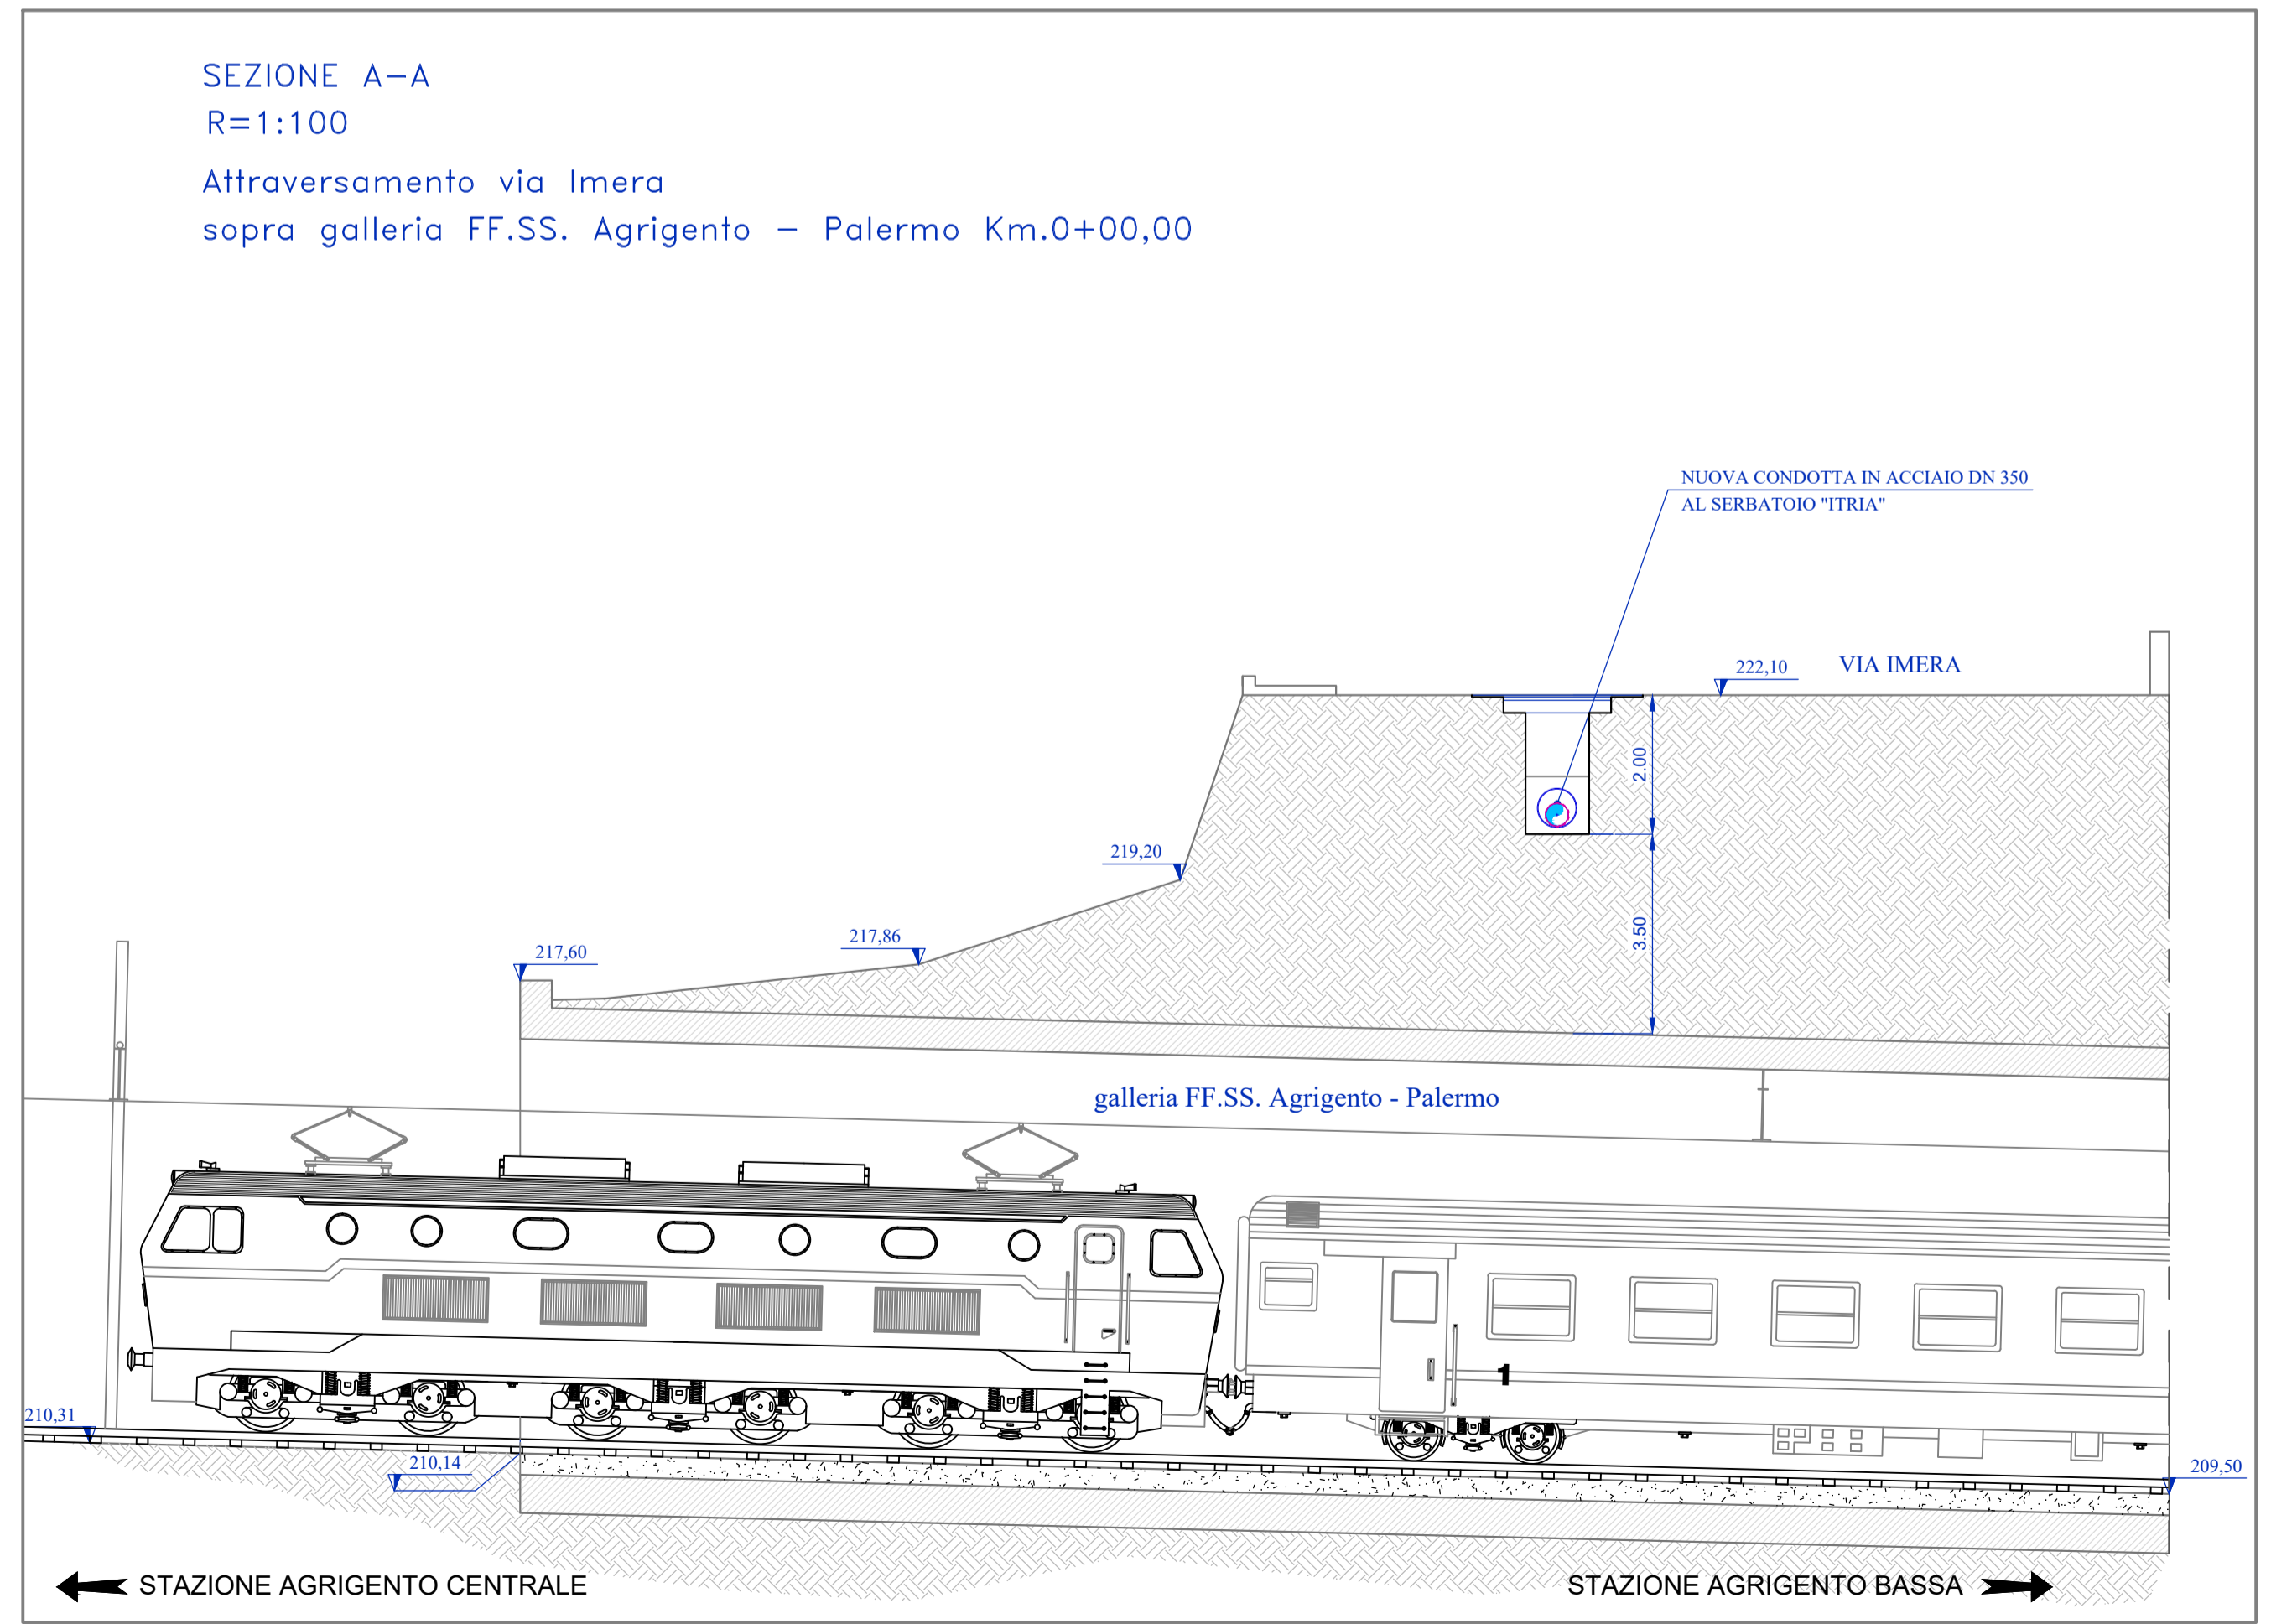 SEZIONE A-A
R=1:100
Attraversamento via Imera
sopra galleria FF.SS. Agrigento - Palermo Km.0+00,00
NUOVA CONDOTTA IN ACCIAIO DN 350
AL SERBATOIO "ITRIA"
222,10
VIA IMERA
2.00
219,20
3.50
217,86
217,60
galleria FF.SS. Agrigento - Palermo
1
210,31
210,14
209,50
STAZIONE AGRIGENTO CENTRALE
STAZIONE AGRIGENTO BASSA